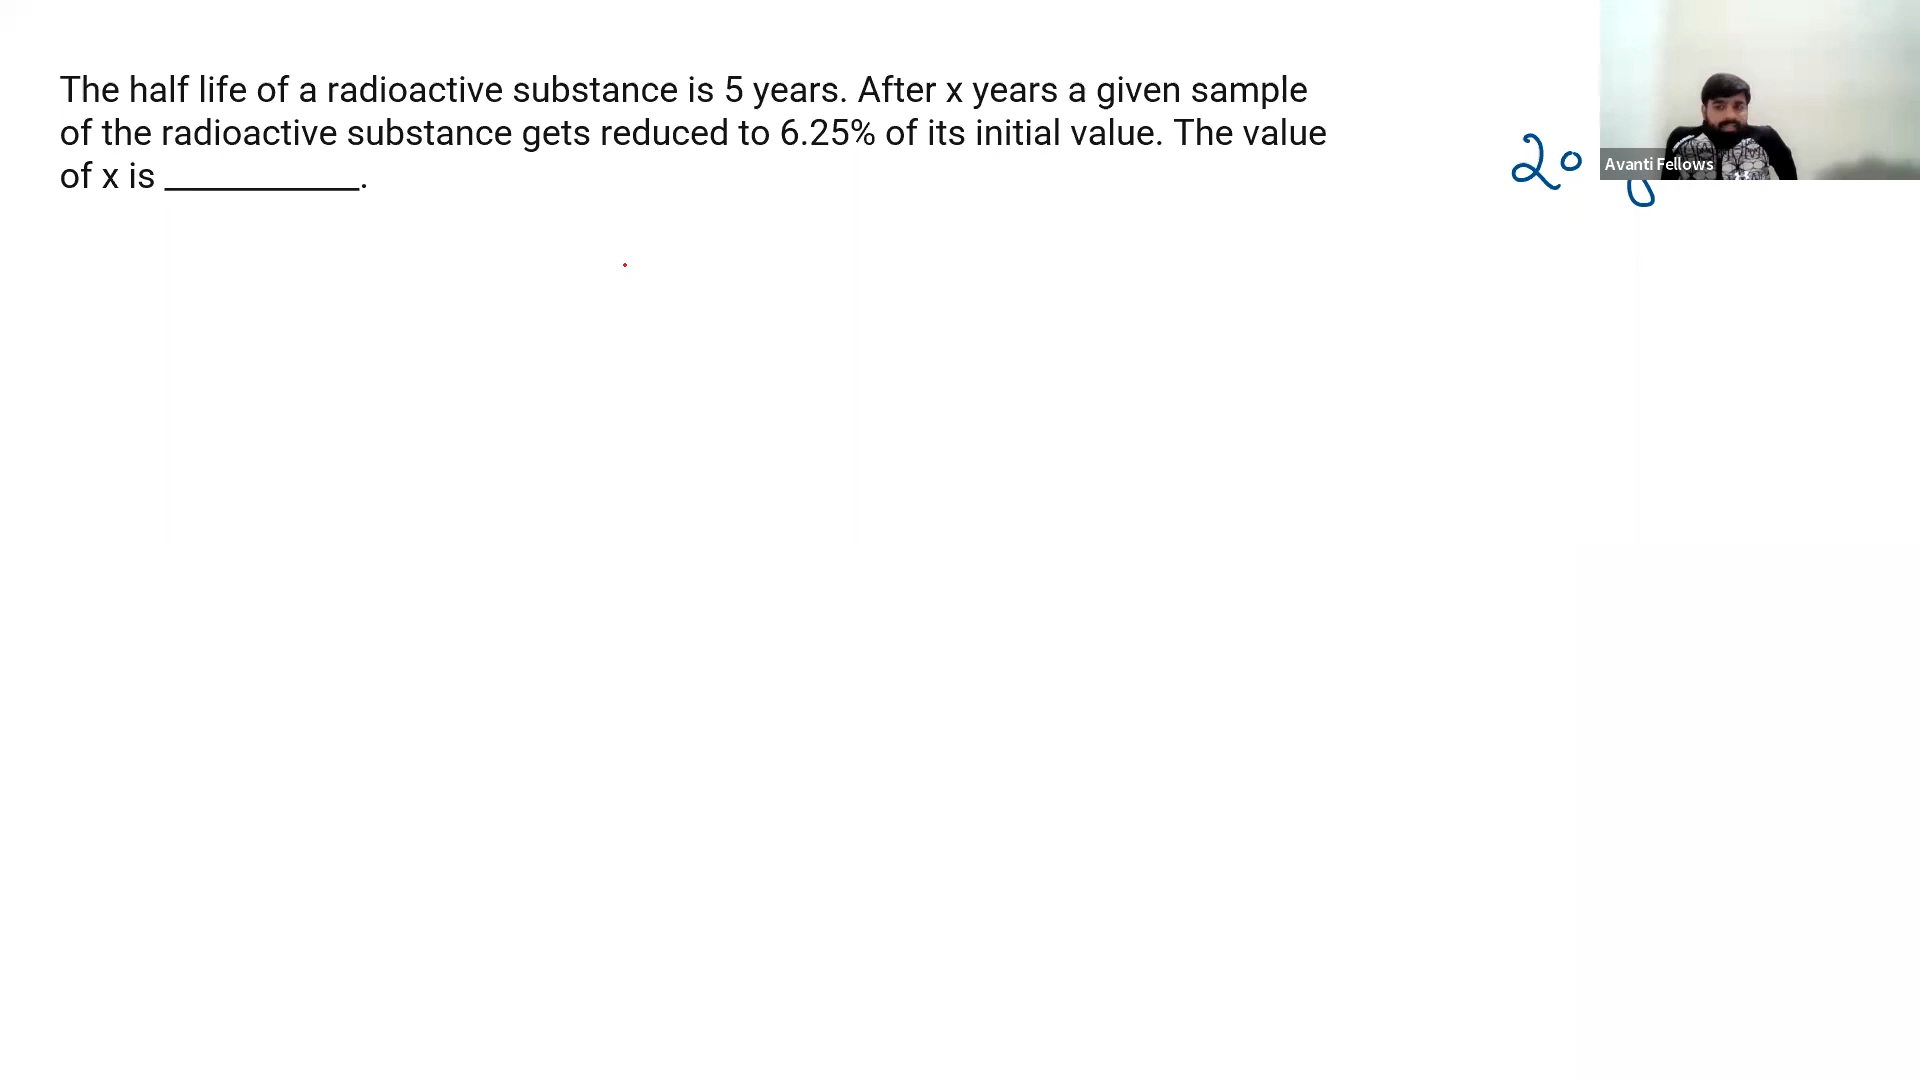 The half life of a radioactive substance is 5 years. After x years a given sample
of the radioactive substance gets reduced to 6.25% of its initial value. The value
of x is ___________.
20
Avanti Fellows